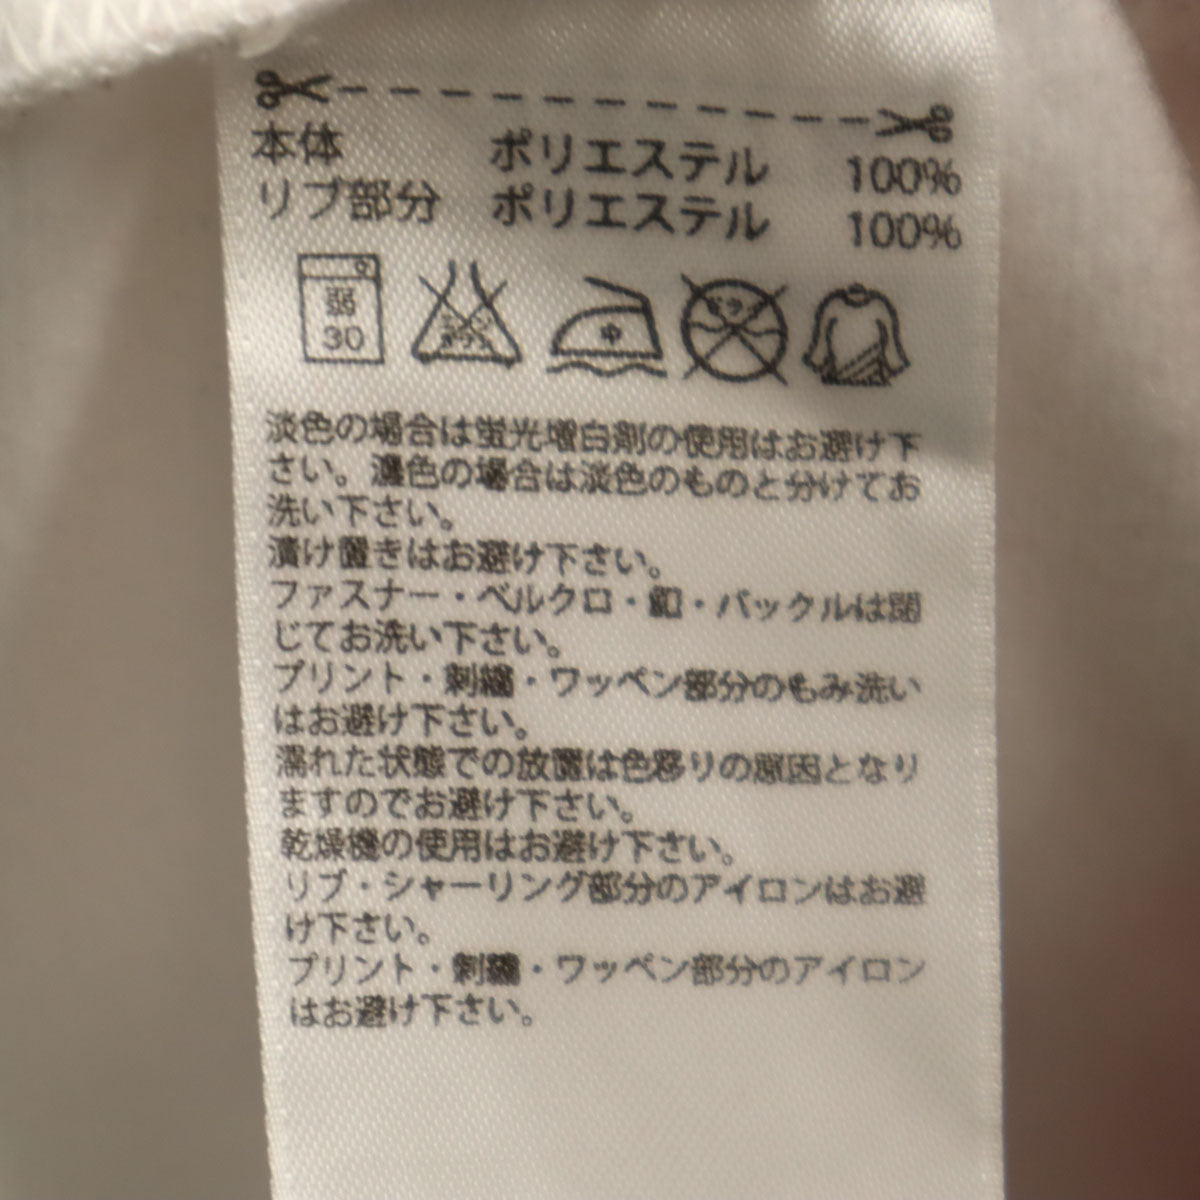 本体 ポリエステル 100%
リブ部分 ポリエステル 100%
弱
30
エンソ
サラシ
中
ドライ
淡色の場合は蛍光増白剤の使用はお避け下
さい。濃色の場合は淡色のものと分けてお
洗い下さい。
漬け置きはお避け下さい。
ファスナー・ベルクロ・釦・バックルは閉
じてお洗い下さい。
プリント・刺繍・ワッペン部分のもみ洗い
はお避け下さい。
濡れた状態での放置は色移りの原因となり
ますのでお避け下さい。
乾燥機の使用はお避け下さい。
リブ・シャーリング部分のアイロンはお避
け下さい。
プリント・刺繍・ワッペン部分のアイロン
はお避け下さい。